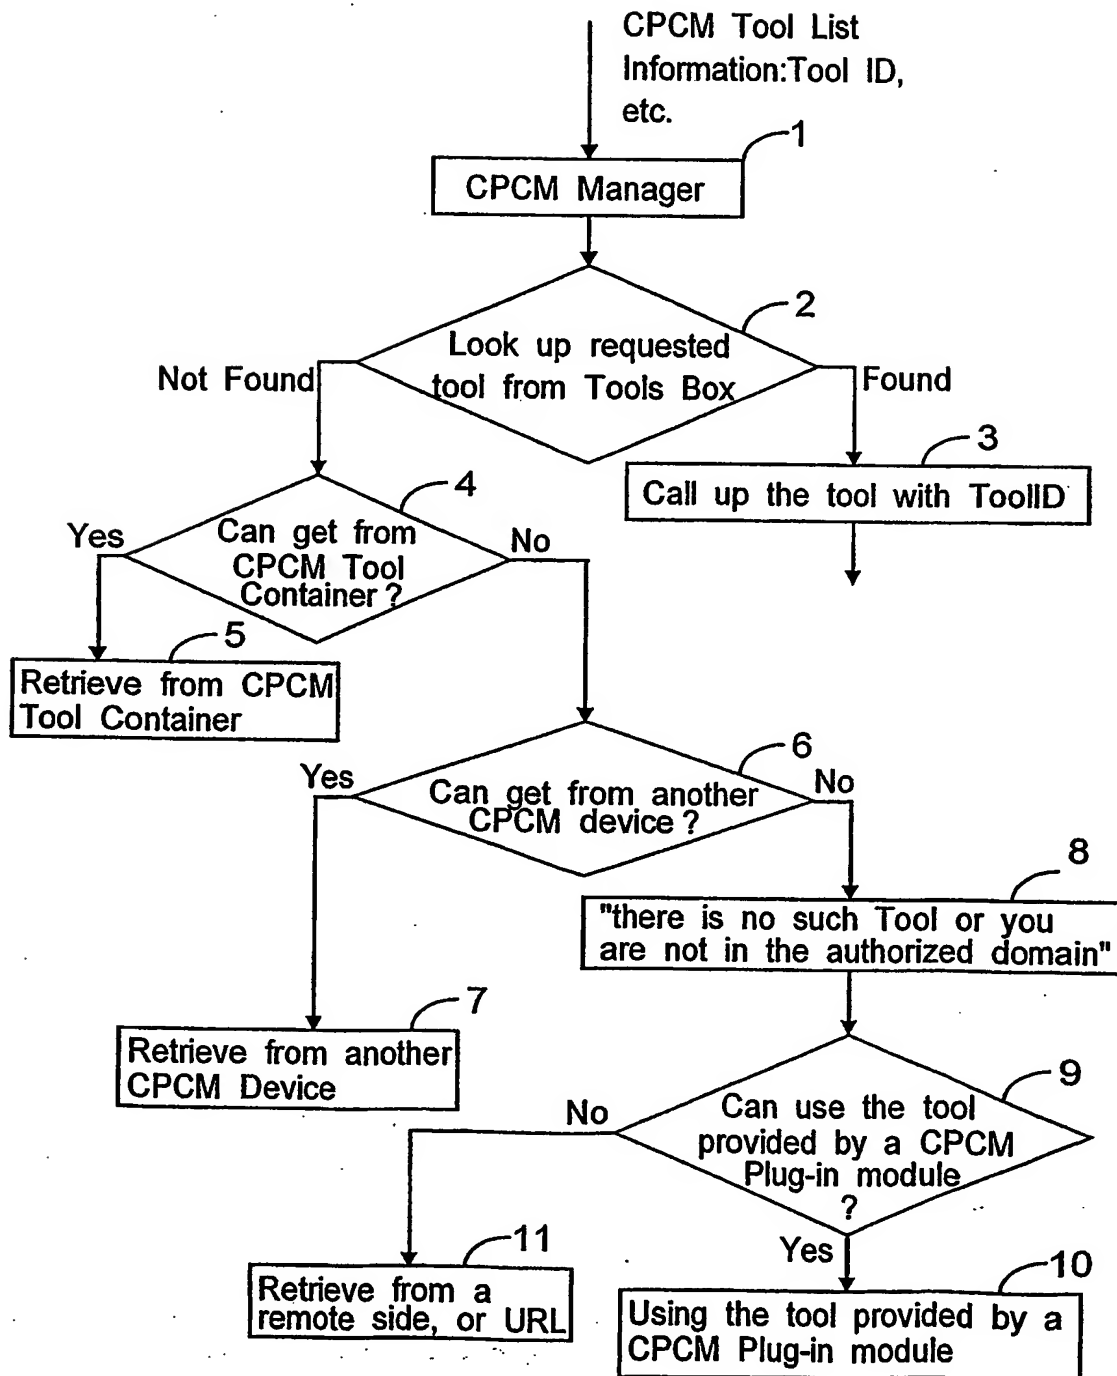 CPCM Tool List
Information:Tool ID,
etc.
1
CPCM Manager
2
Look up requested
tool from Tools Box
Not Found
Found
3
Call up the tool with ToolID
4
Can get from
CPCM Tool
Container ?
Yes
No
5
Retrieve from CPCM
Tool Container
6
Can get from another
CPCM device ?
Yes
No
8
"there is no such Tool or you
are not in the authorized domain"
7
Retrieve from another
CPCM Device
9
Can use the tool
provided by a CPCM
Plug-in module
?
No
Yes
11
Retrieve from a
remote side, or URL
10
Using the tool provided by a
CPCM Plug-in module